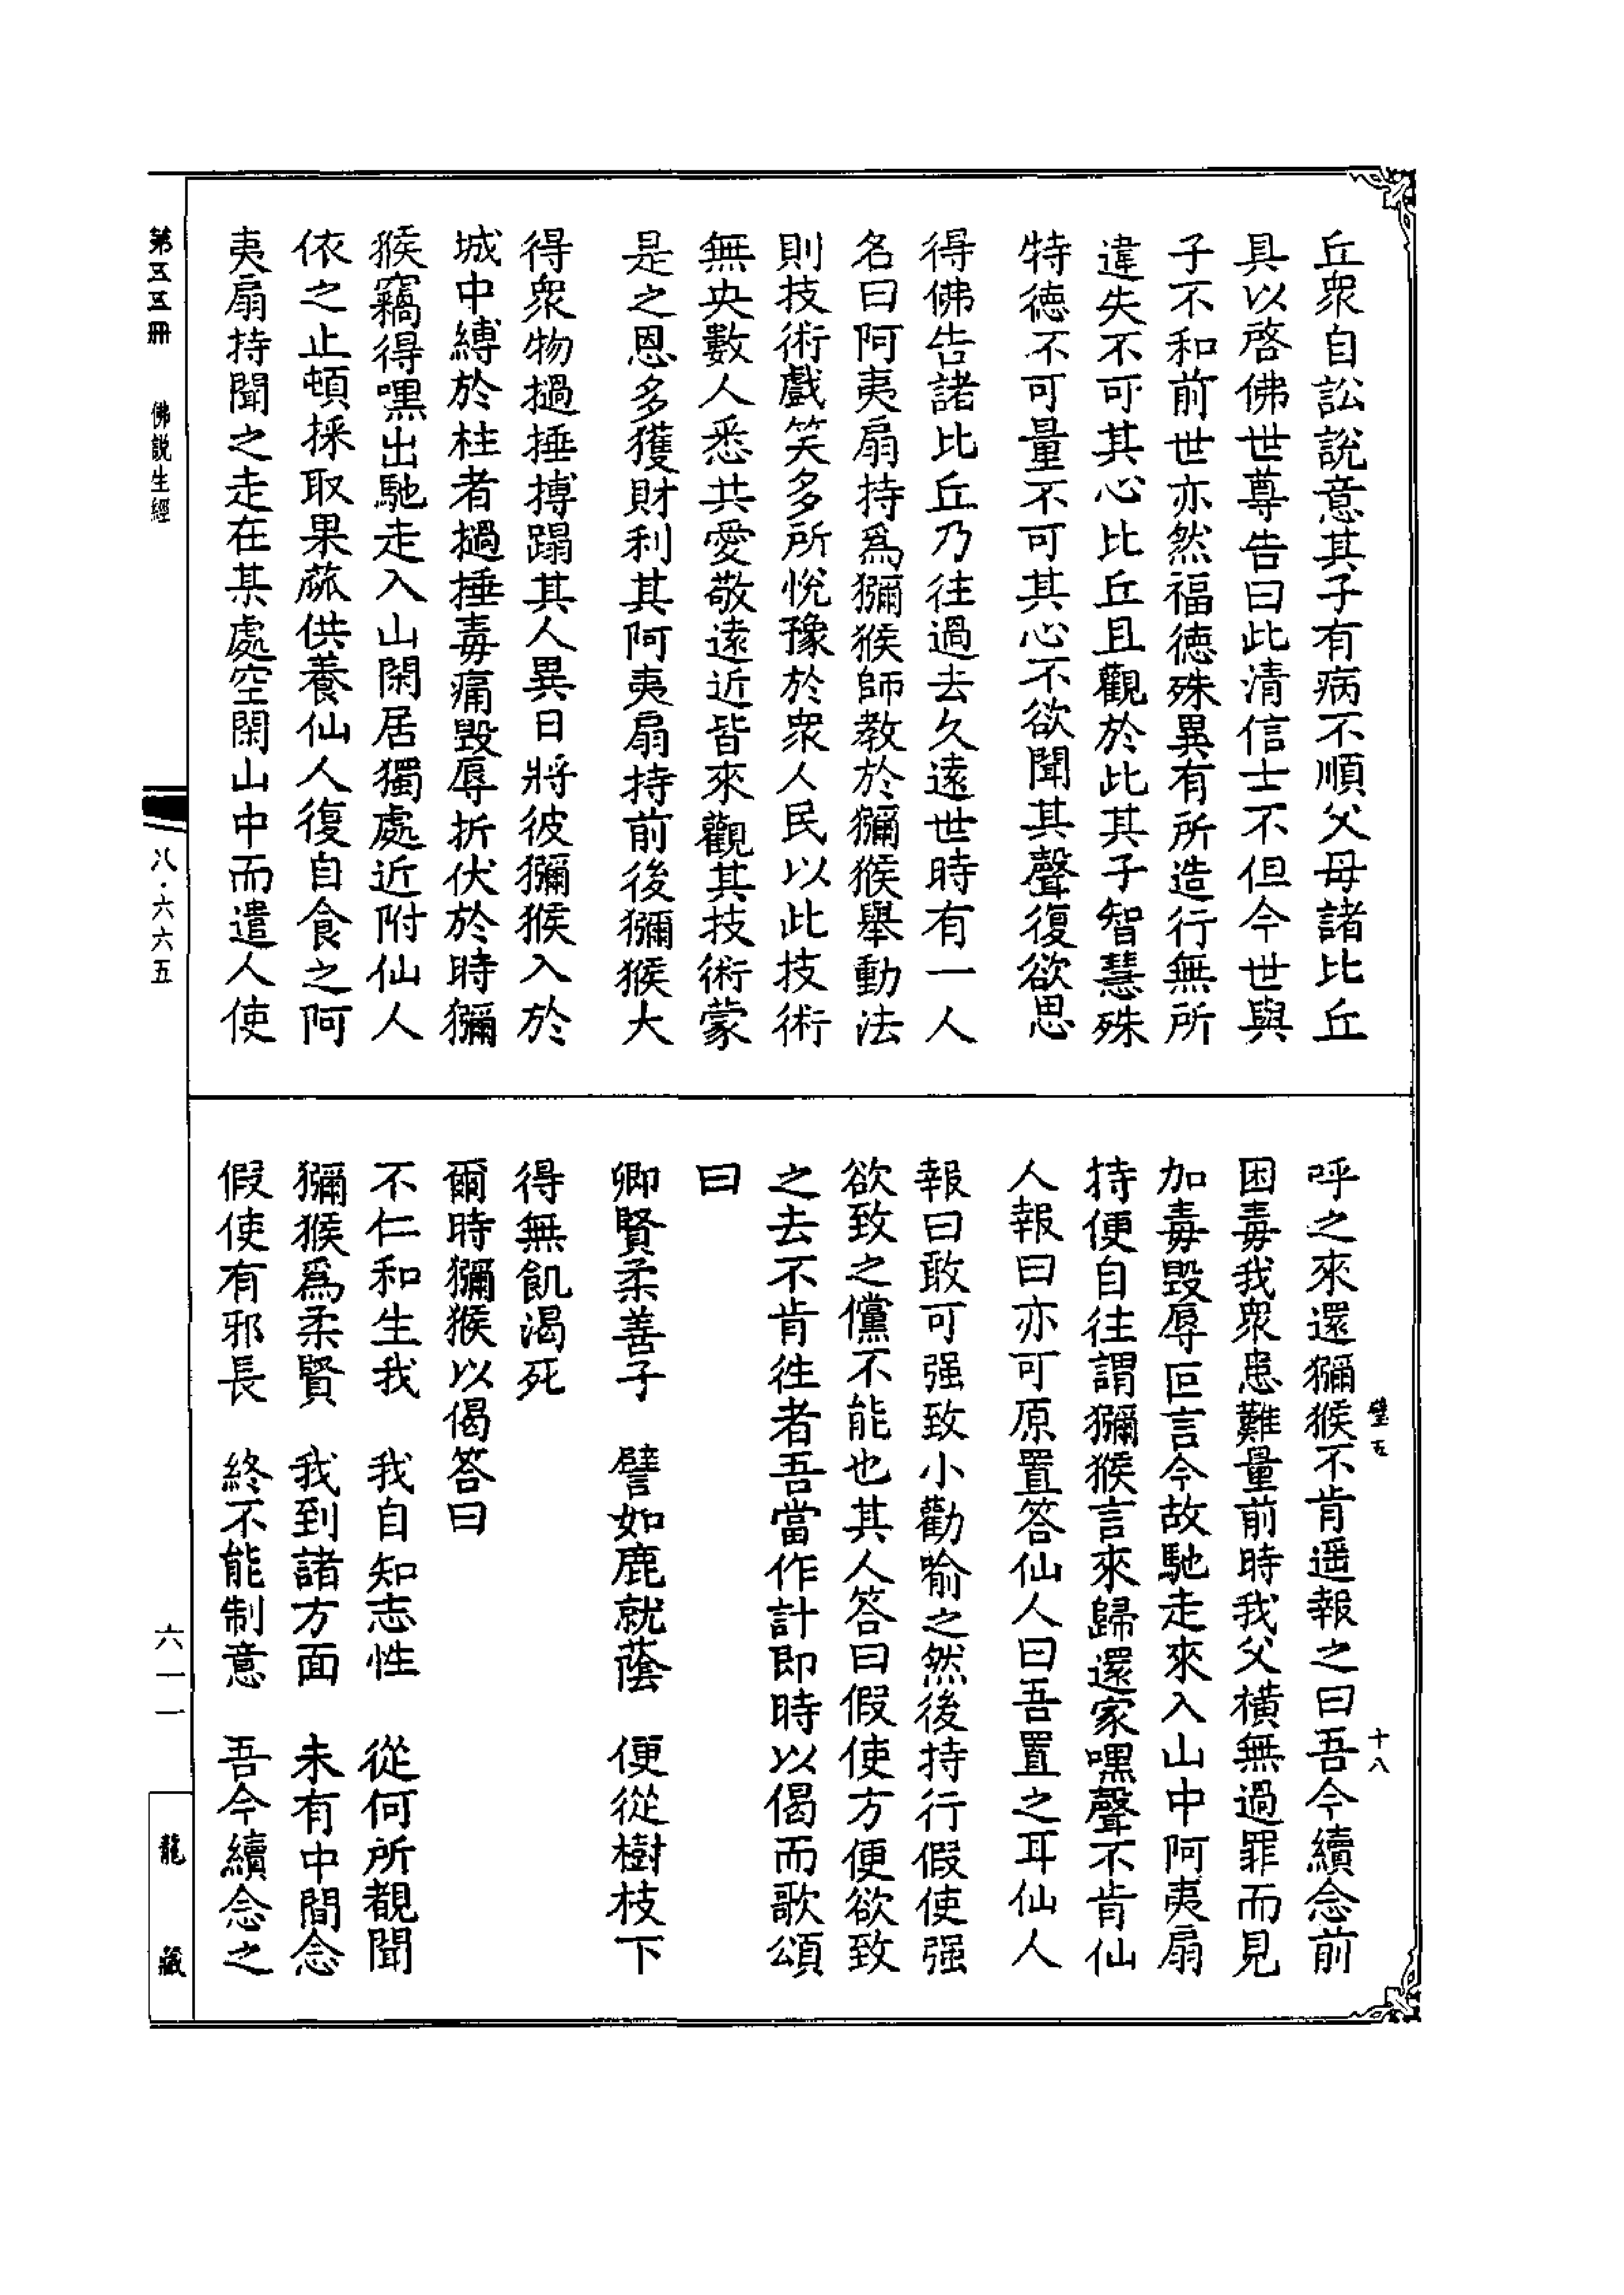 丘衆自訟說意其子有病不順父母諸比丘
具以啓佛世尊告曰此清信士不但今世與
子不和前世亦然福德殊異有所造行無所
違失不可其心比丘且觀於此其子智慧殊
特德不可量不可其心不欲聞其聲復欲思
得佛告諸比丘乃往過去久遠世時有一人
名曰阿夷扇持爲獼猴師教於獼猴舉動法
則技術戲笑多所悅豫於衆人民以此技術
無央數人悉共愛敬遠近皆來觀其技術蒙
是之恩多獲財利其阿夷扇持前後獼猴大
得衆物撾捶搏蹋其人異日將彼獼猴入於
城中縛於柱者撾捶毒痛毀辱折伏於時獼
猴竊得嘿出馳走入山閑居獨處近附仙人
依之止頓採取果蓏供養仙人復自食之阿
夷扇持聞之走在某處空閑山中而遣人使
呼之來還獼猴不肯遥報之曰吾今續念前
困毒我衆患難量前時我父橫無過罪而見
加毒毀辱叵言今故馳走來入山中阿夷扇
持便自往謂獼猴言來歸還家嘿聲不肯仙
人報曰亦可原置答仙人曰吾置之耳仙人
報曰敢可强致小勸喻之然後持行假使强
欲致之儻不能也其人答曰假使方便欲致
之去不肯徃者吾當作計即時以偈而歌頌
曰
卿賢柔善子　譬如鹿就蔭　便從樹枝下
得無飢渴死
爾時獼猴以偈答曰
不仁和生我　我自知志性　從何所覩聞
獼猴爲柔賢　我到諸方面　未有中間念
假使有邪長　終不能制意　吾今續念之
璧五
十八
第五五冊　佛說生經
八·六六五
六一一
龍藏